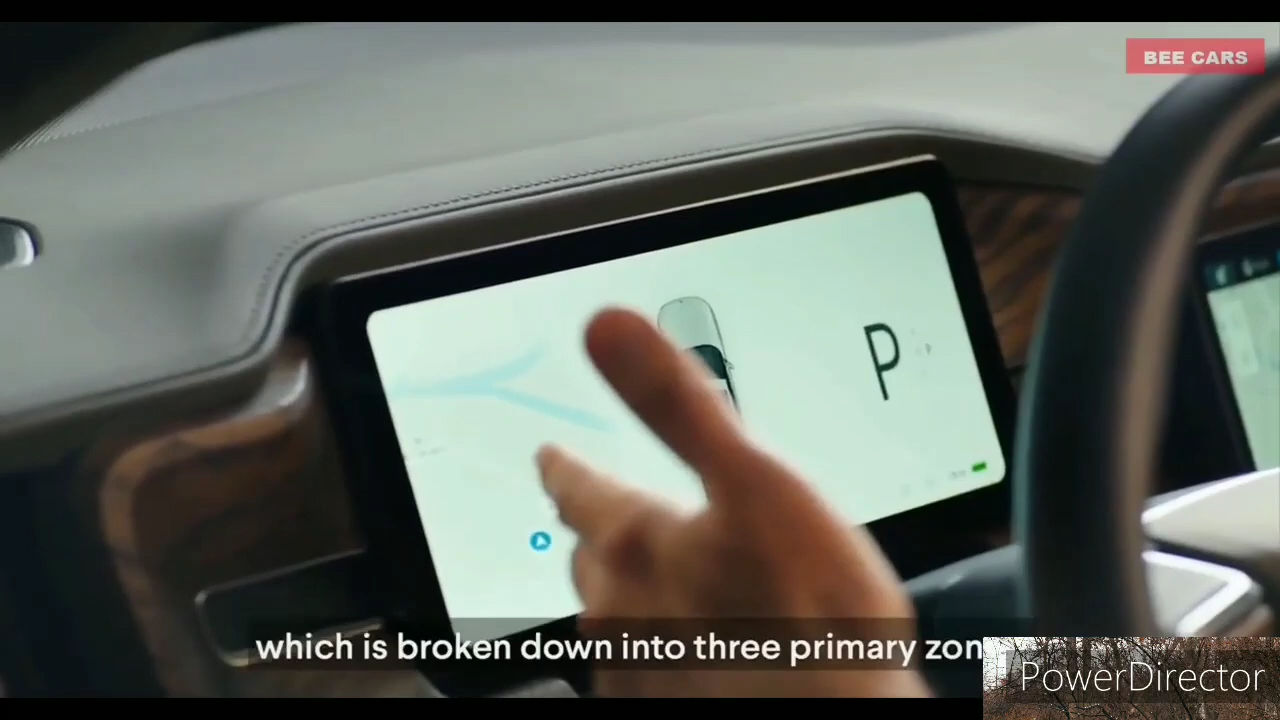 BEE CARS
P
which is broken down into three primary zon
PowerDirector